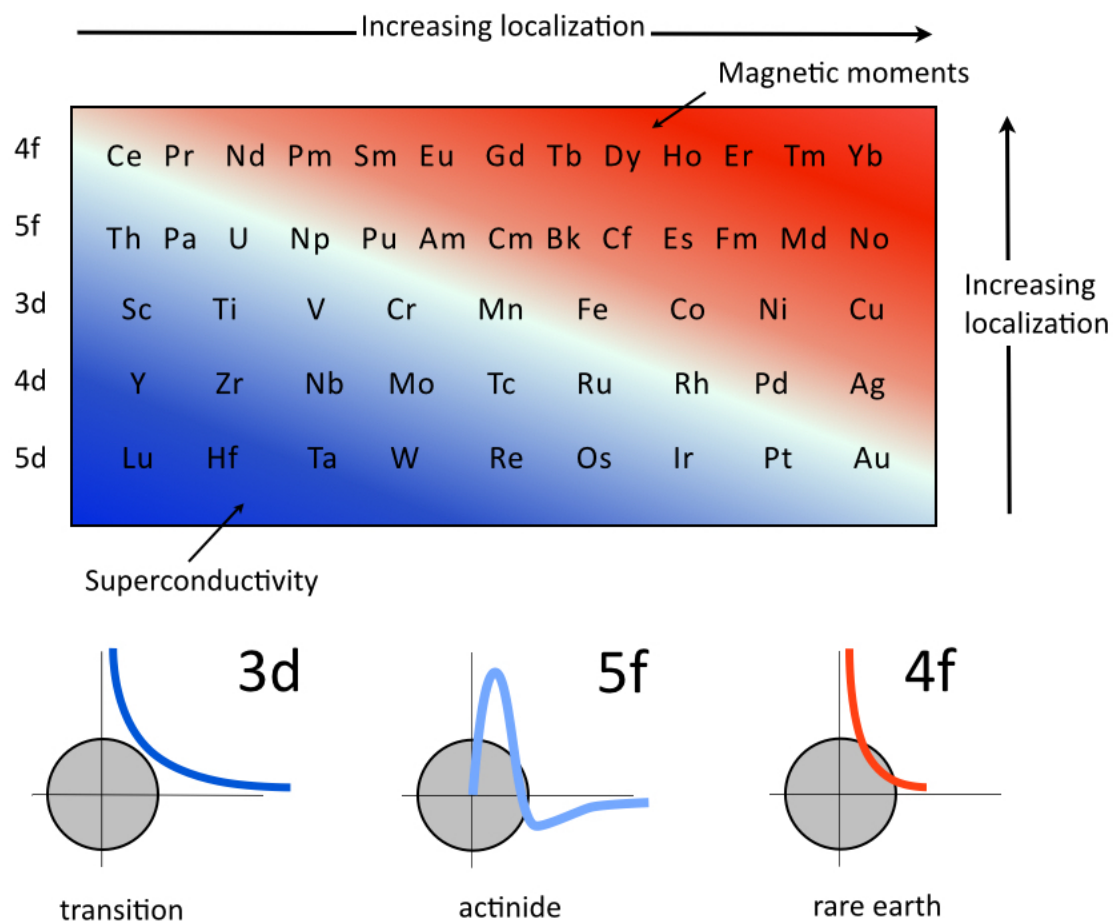 Increasing localization
Magnetic moments
4f Ce Pr Nd Pm Sm Eu Gd Tb Dy Ho Er Tm Yb
5f Th Pa U Np Pu Am Cm Bk Cf Es Fm Md No
3d Sc Ti V Cr Mn Fe Co Ni Cu
4d Y Zr Nb Mo Tc Ru Rh Pd Ag
5d Lu Hf Ta W Re Os Ir Pt Au
Increasing
localization
Superconductivity
3d 5f 4f
transition actinide rare earth